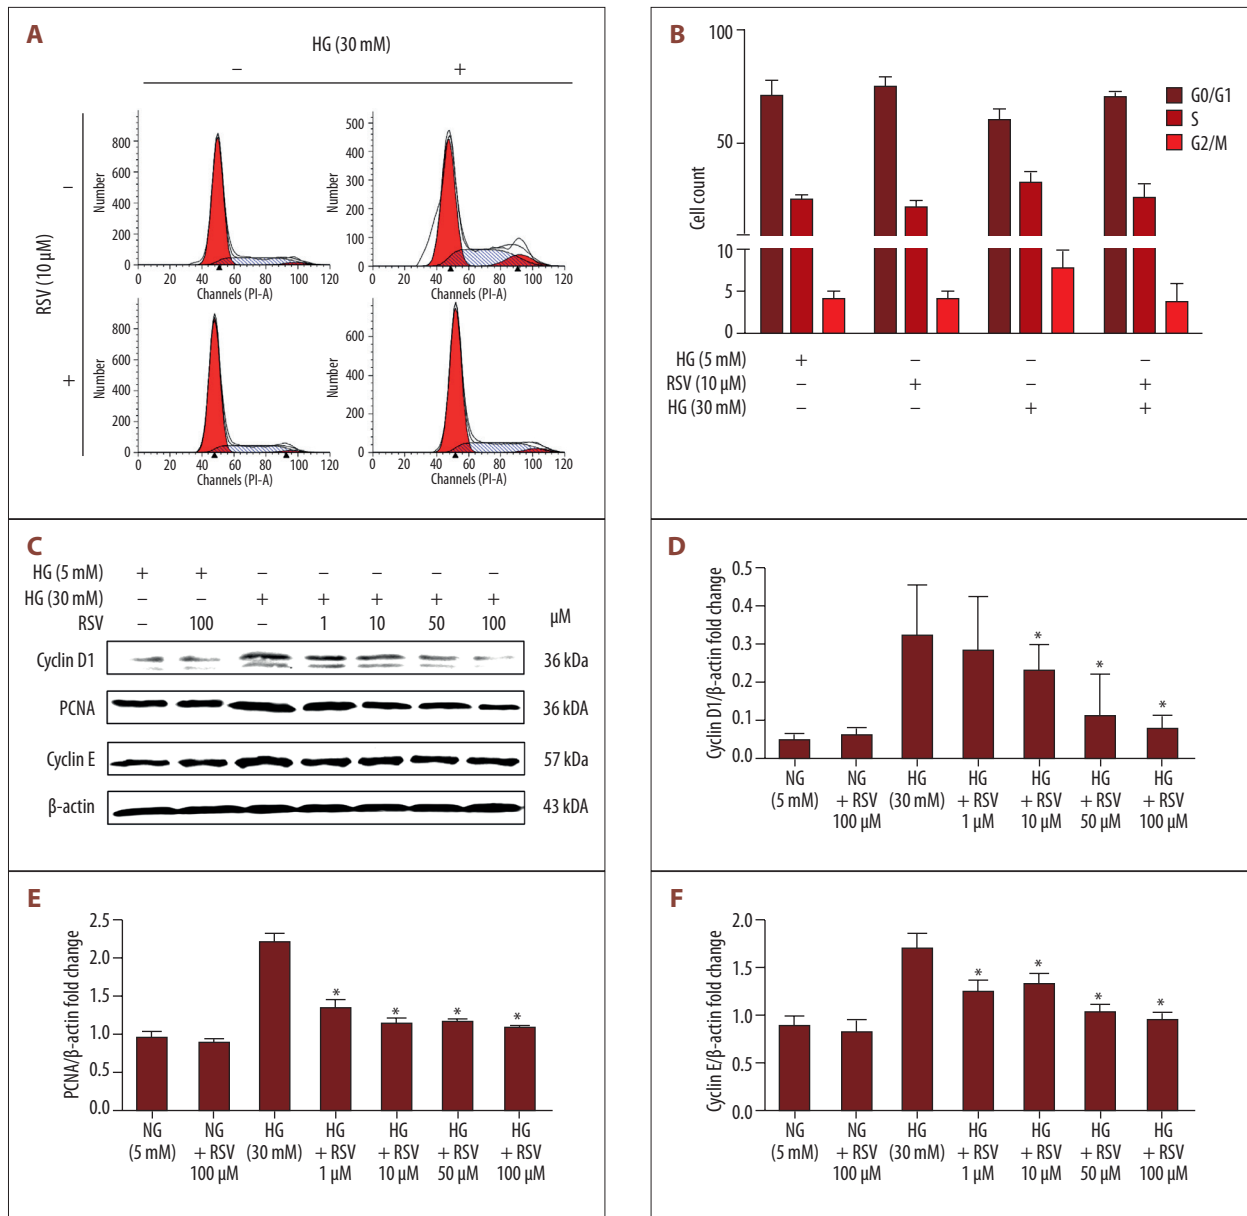 A
HG (30 mM)
– +
RSV (10 µM)
–
+
Number
800
600
400
200
0
0 20 40 60 80 100 120
Channels (PI-A)
Number
500
400
300
200
100
0
0 20 40 60 80 100 120
Channels (PI-A)
Number
800
600
400
200
0
0 20 40 60 80 100 120
Channels (PI-A)
Number
600
400
200
0
0 20 40 60 80 100 120
Channels (PI-A)
B
Cell count
100
50
10
5
0
G0/G1
S
G2/M
HG (5 mM) + – – –
RSV (10 µM) – + – +
HG (30 mM) – – + +
C
HG (5 mM) + + – – – – –
HG (30 mM) – – + + + + +
RSV – 100 – 1 10 50 100 µM
Cyclin D1 36 kDa
PCNA 36 kDA
Cyclin E 57 kDa
β-actin 43 kDA
D
Cyclin D1/β-actin fold change
0.5
0.4
0.3
0.2
0.1
0.0
* * *
NG NG HG HG HG HG HG
(5 mM) + RSV (30 mM) + RSV + RSV + RSV + RSV
100 µM 1 µM 10 µM 50 µM 100 µM
E
PCNA/β-actin fold change
2.5
2.0
1.5
1.0
0.5
0.0
* * * *
NG NG HG HG HG HG HG
(5 mM) + RSV (30 mM) + RSV + RSV + RSV + RSV
100 µM 1 µM 10 µM 50 µM 100 µM
F
Cyclin E/β-actin fold change
2.0
1.5
1.0
0.5
0.0
* * * *
NG NG HG HG HG HG HG
(5 mM) + RSV (30 mM) + RSV + RSV + RSV + RSV
100 µM 1 µM 10 µM 50 µM 100 µM